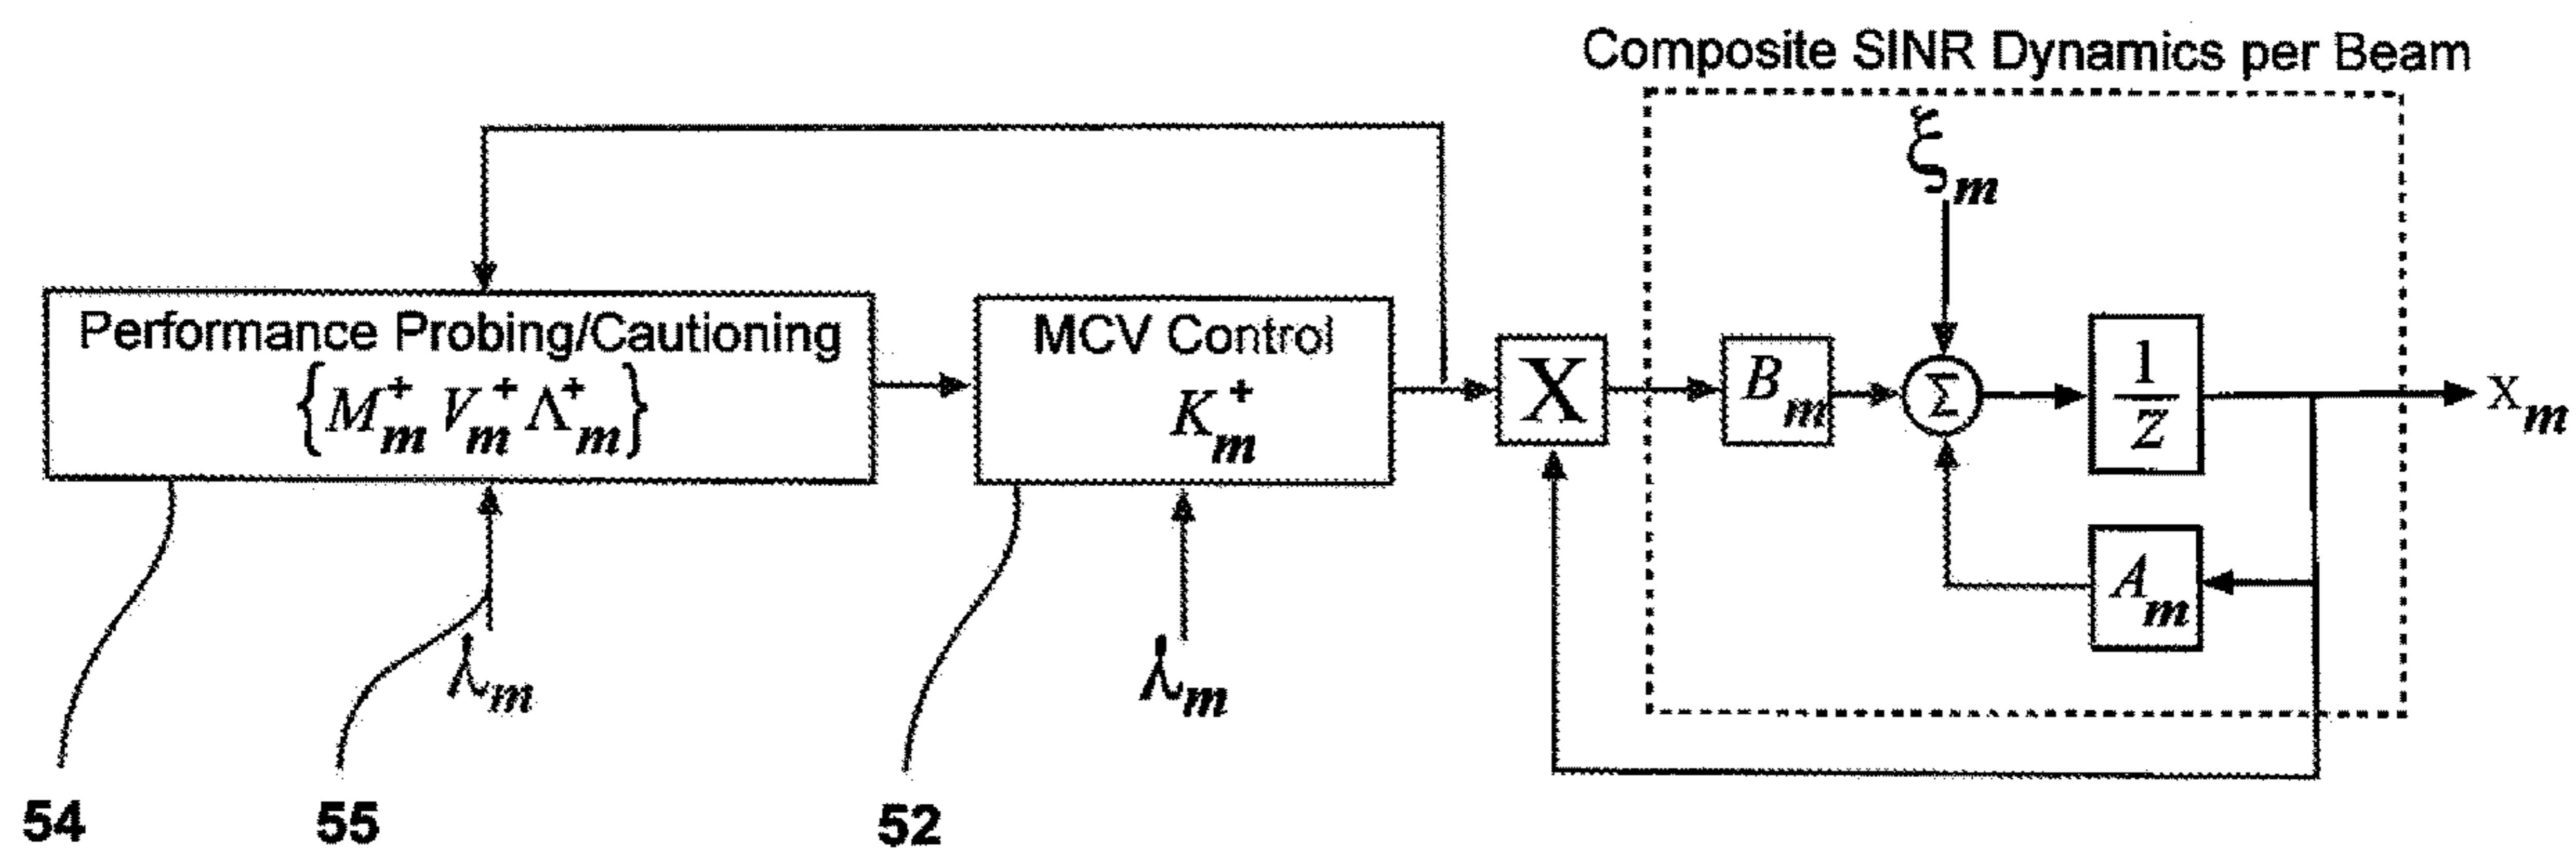 Composite SINR Dynamics per Beam
ξm
Performance Probing/Cautioning
{M+m V+m Λ+m}
MCV Control
K+m
X
Bm
Σ
1/Z
xm
Am
λm
λm
54
55
52